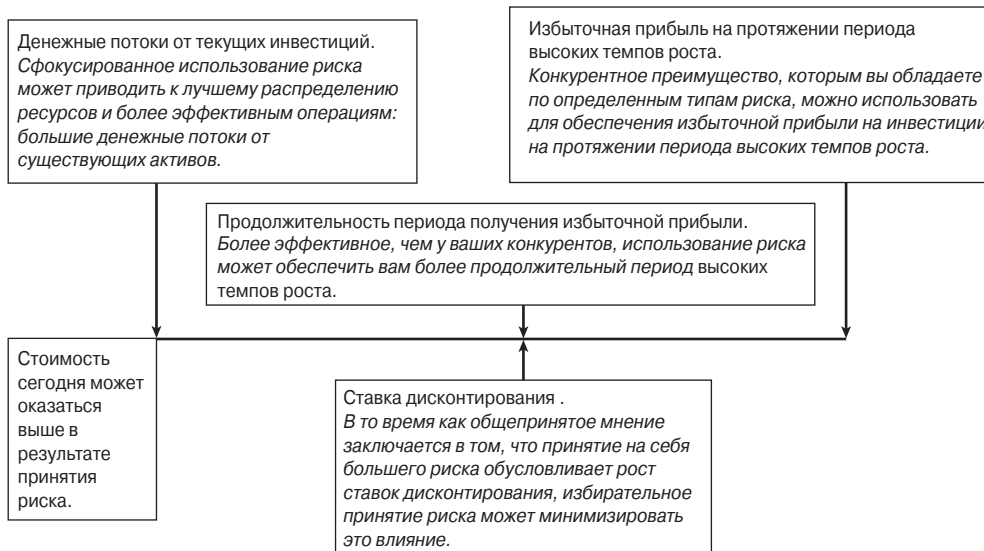 Денежные потоки от текущих инвестиций.
Сфокусированное использование риска
может приводить к лучшему распределению
ресурсов и более эффективным операциям:
большие денежные потоки от
существующих активов.
Избыточная прибыль на протяжении периода
высоких темпов роста.
Конкурентное преимущество, которым вы обладаете
по определенным типам риска, можно использовать
для обеспечения избыточной прибыли на инвестиции
на протяжении периода высоких темпов роста.
Продолжительность периода получения избыточной прибыли.
Более эффективное, чем у ваших конкурентов, использование риска
может обеспечить вам более продолжительный период высоких
темпов роста.
Стоимость
сегодня может
оказаться
выше в
результате
принятия
риска.
Ставка дисконтирования .
В то время как общепринятое мнение
заключается в том, что принятие на себя
большего риска обусловливает рост
ставок дисконтирования, избирательное
принятие риска может минимизировать
это влияние.